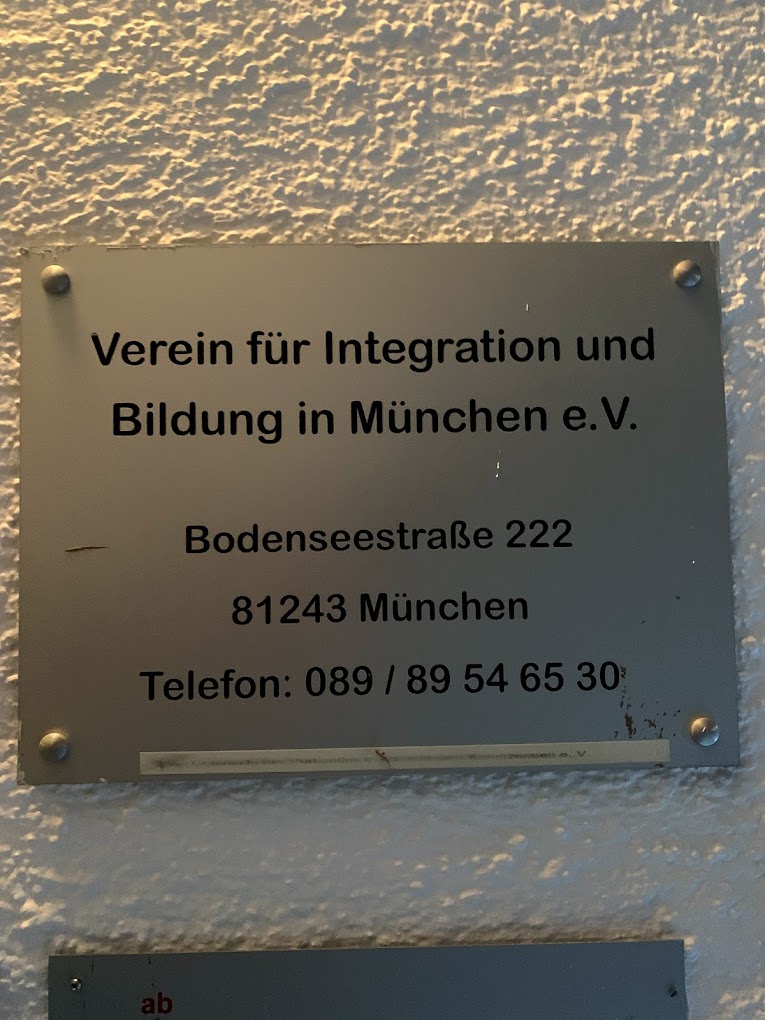 Verein für Integration und
Bildung in München e.V.
Bodenseestraße 222
81243 München
Telefon: 089 / 89 54 65 30
e. V.
ab